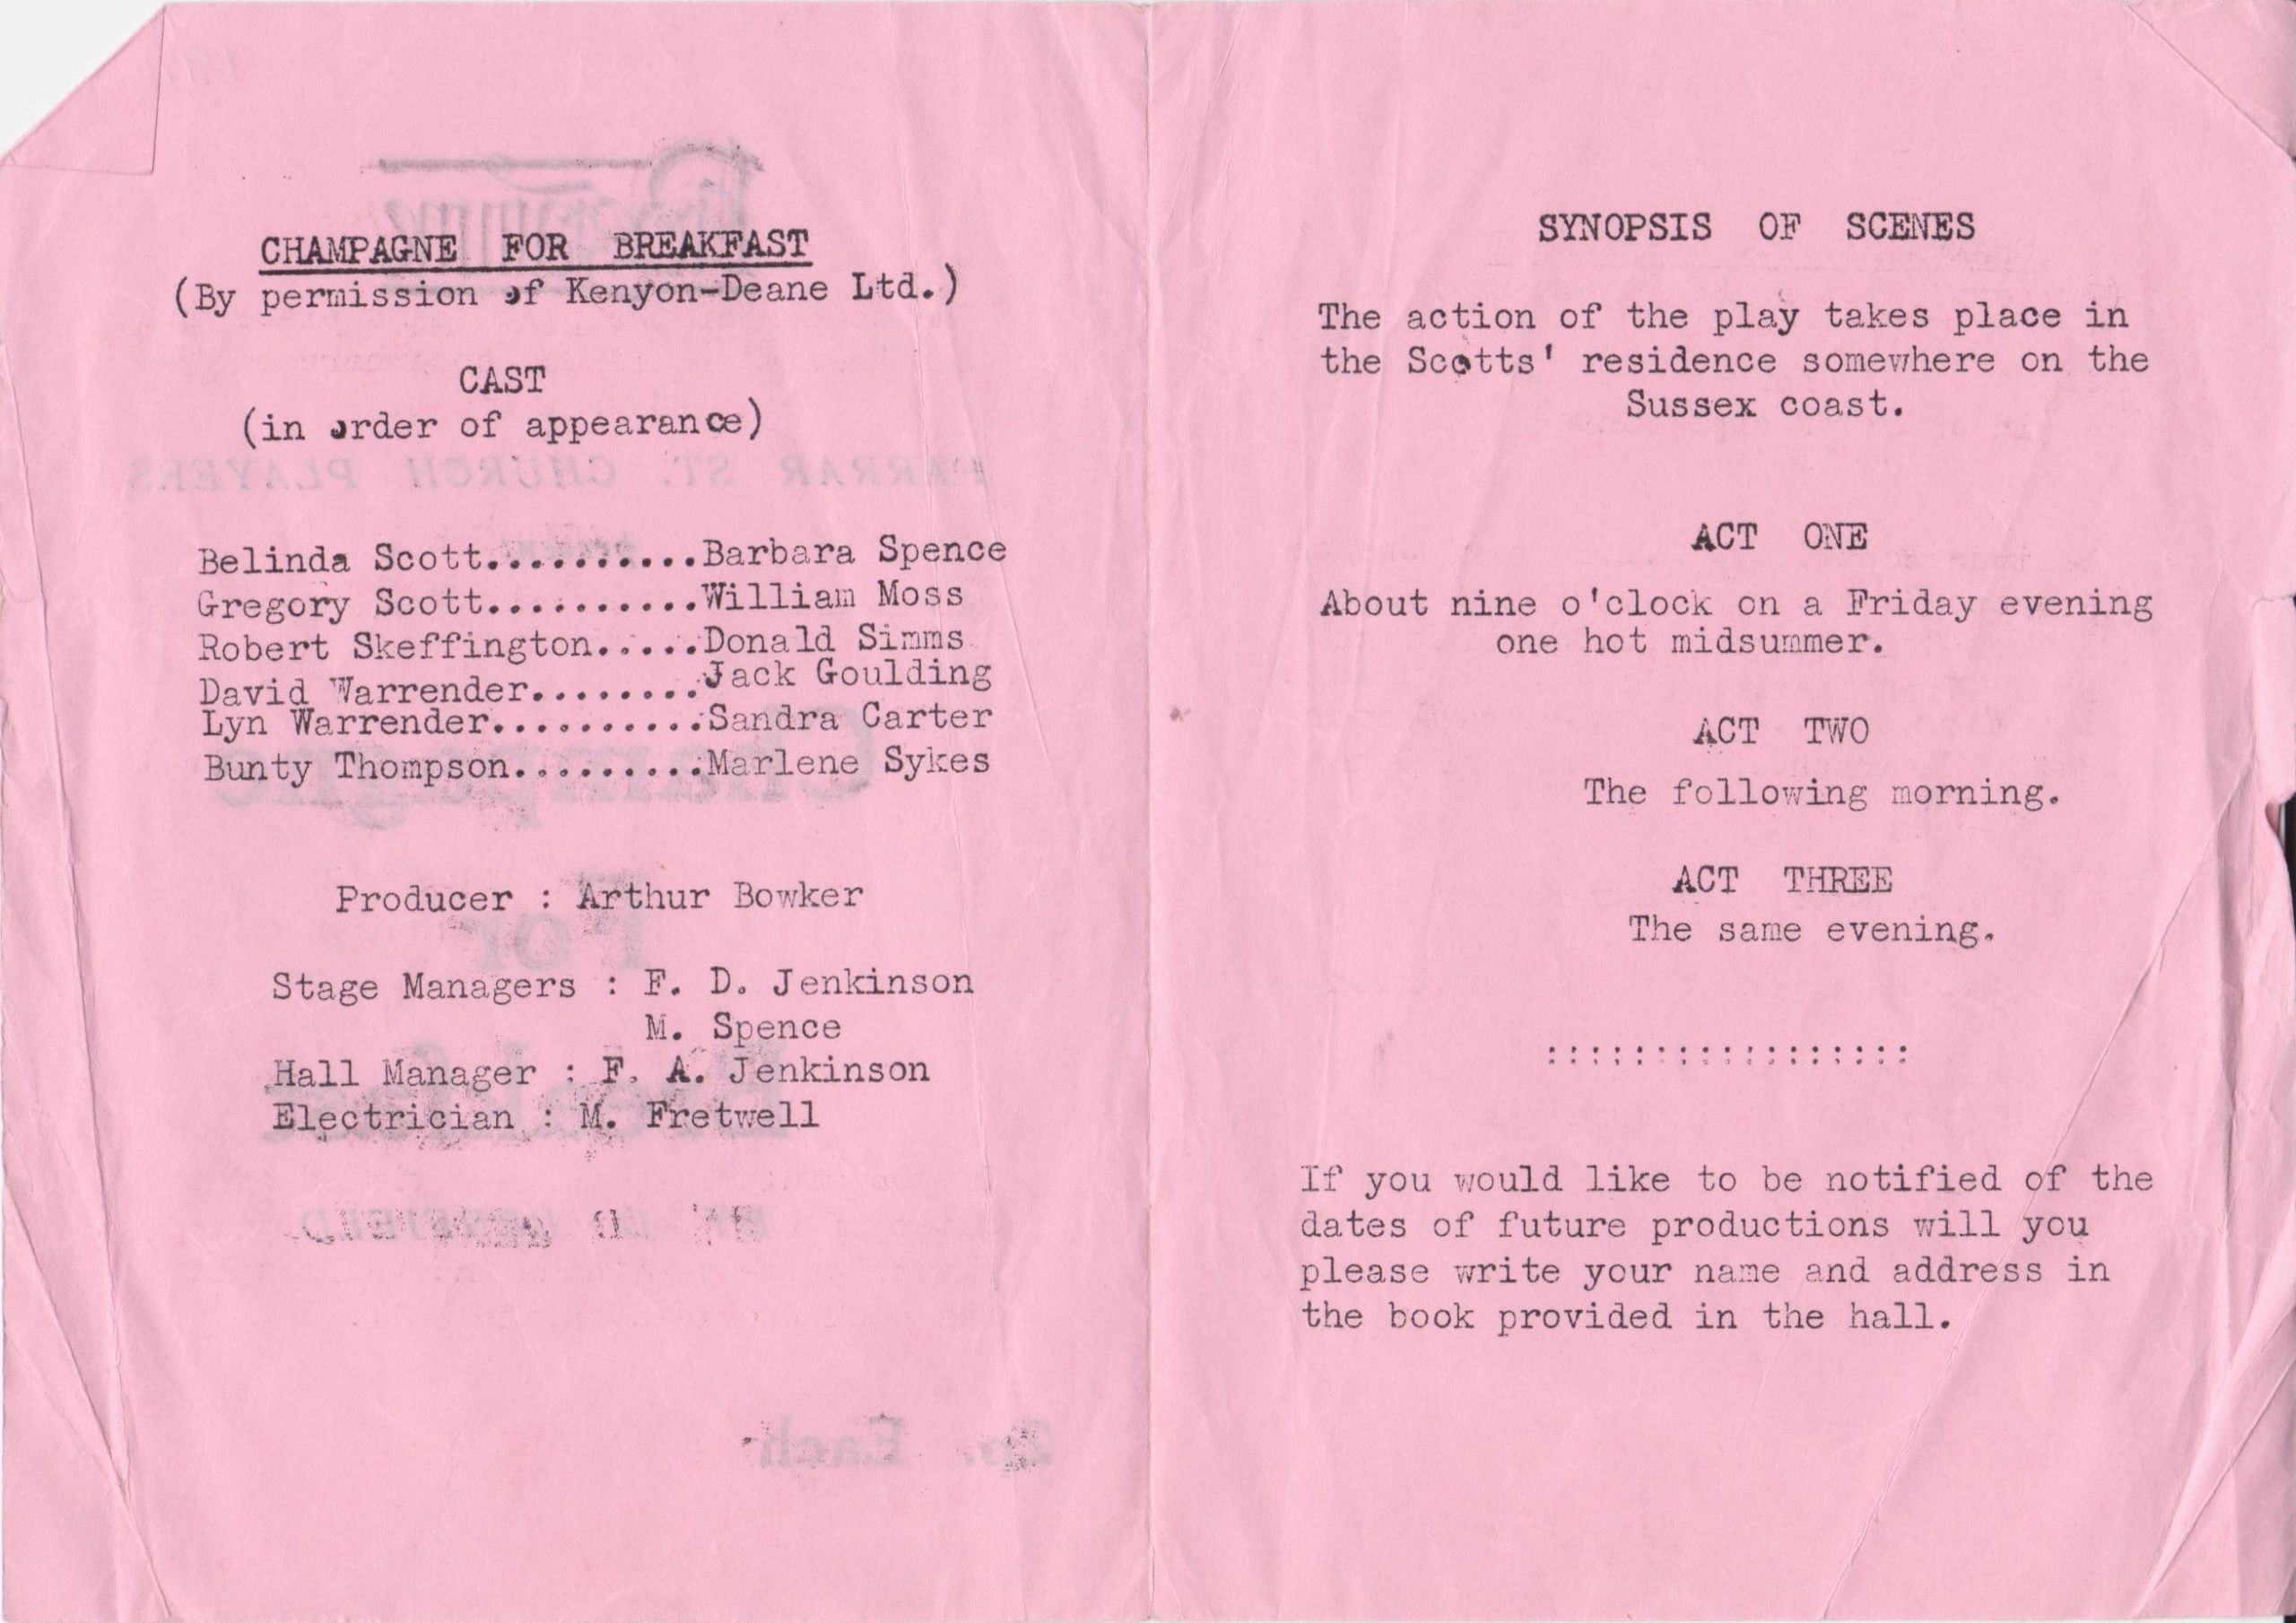 CHAMPAGNE FOR BREAKFAST
(By permission of Kenyon-Deane Ltd.)
CAST
(in order of appearance)
Belinda Scott..........Barbara Spence
Gregory Scott..........William Moss
Robert Skeffington.....Donald Simms
David Warrender........Jack Goulding
Lyn Warrender..........Sandra Carter
Bunty Thompson.........Marlene Sykes
Producer : Arthur Bowker
Stage Managers : F. D. Jenkinson
M. Spence
Hall Manager : F. A. Jenkinson
Electrician : M. Fretwell
SYNOPSIS OF SCENES
The action of the play takes place in
the Scotts' residence somewhere on the
Sussex coast.
ACT ONE
About nine o'clock on a Friday evening
one hot midsummer.
ACT TWO
The following morning.
ACT THREE
The same evening.
:::::::::::::::::
If you would like to be notified of the
dates of future productions will you
please write your name and address in
the book provided in the hall.